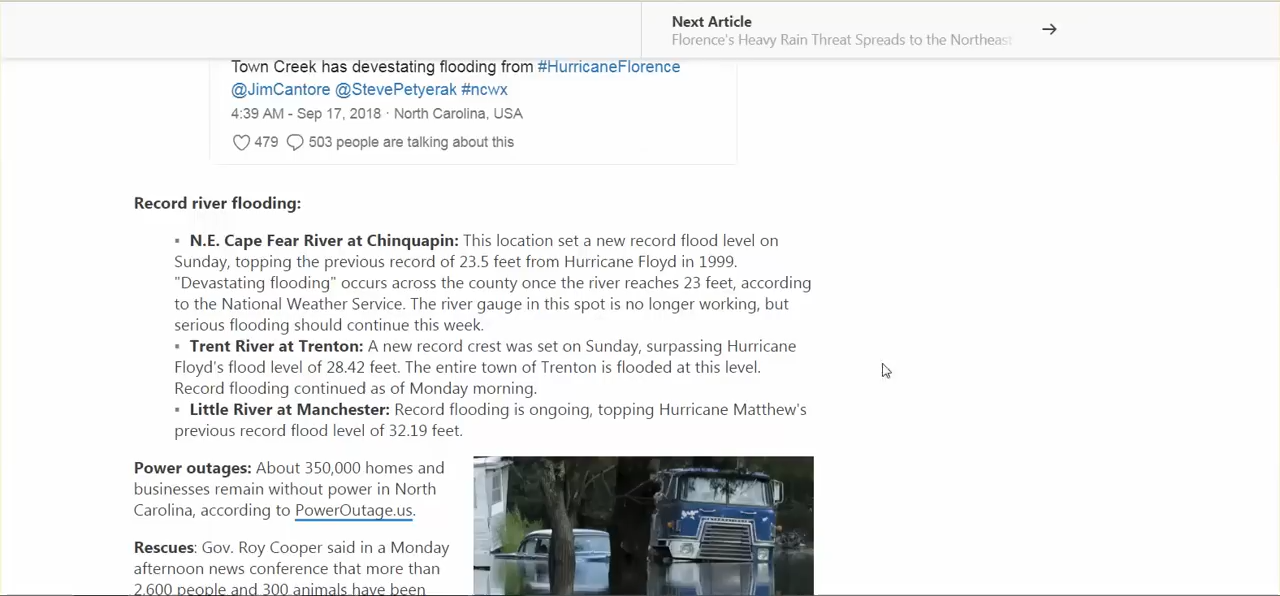 Next Article
Florence's Heavy Rain Threat Spreads to the Northeast
Town Creek has devestating flooding from #HurricaneFlorence
@JimCantore @StevePetyerak #ncwx
4:39 AM - Sep 17, 2018 · North Carolina, USA
479 503 people are talking about this
Record river flooding:
▪ N.E. Cape Fear River at Chinquapin: This location set a new record flood level on
Sunday, topping the previous record of 23.5 feet from Hurricane Floyd in 1999.
"Devastating flooding" occurs across the county once the river reaches 23 feet, according
to the National Weather Service. The river gauge in this spot is no longer working, but
serious flooding should continue this week.
▪ Trent River at Trenton: A new record crest was set on Sunday, surpassing Hurricane
Floyd's flood level of 28.42 feet. The entire town of Trenton is flooded at this level.
Record flooding continued as of Monday morning.
▪ Little River at Manchester: Record flooding is ongoing, topping Hurricane Matthew's
previous record flood level of 32.19 feet.
Power outages: About 350,000 homes and
businesses remain without power in North
Carolina, according to PowerOutage.us.
Rescues: Gov. Roy Cooper said in a Monday
afternoon news conference that more than
2,600 people and 300 animals have been